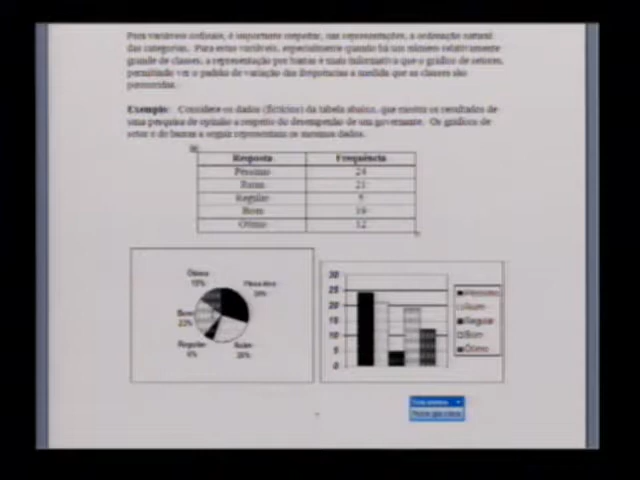 Para variáveis ordinais, é importante respeitar, nas representações, a ordenação natural
das categorias. Para estas variáveis, especialmente quando há um número relativamente
grande de classes, a representação por barras é mais informativa que o gráfico de setores,
permitindo ver o padrão de variação das frequências à medida que as classes são
percorridas.
Exemplo: Considere os dados (fictícios) da tabela abaixo, que mostra os resultados de
uma pesquisa de opinião a respeito do desempenho de um governante. Os gráficos de
setor e de barras a seguir representam os mesmos dados.
Resposta Frequência
Péssimo 24
Ruim 21
Regular 5
Bom 19
Ótimo 12
Ótimo
15%
Péssimo
Bom
Regular
6%
Ruim
26%
30
25
20
15
10
5
0
Péssimo
Ruim
Regular
Bom
Ótimo